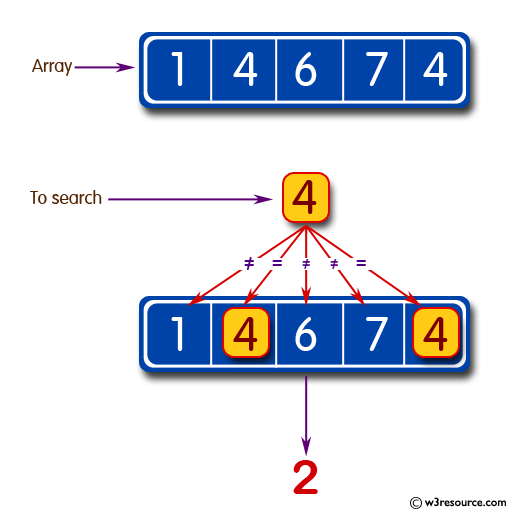 Array 1 4 6 7 4
To search 4
≠ = ≠ ≠ =
1 4 6 7 4
2
© w3resource.com